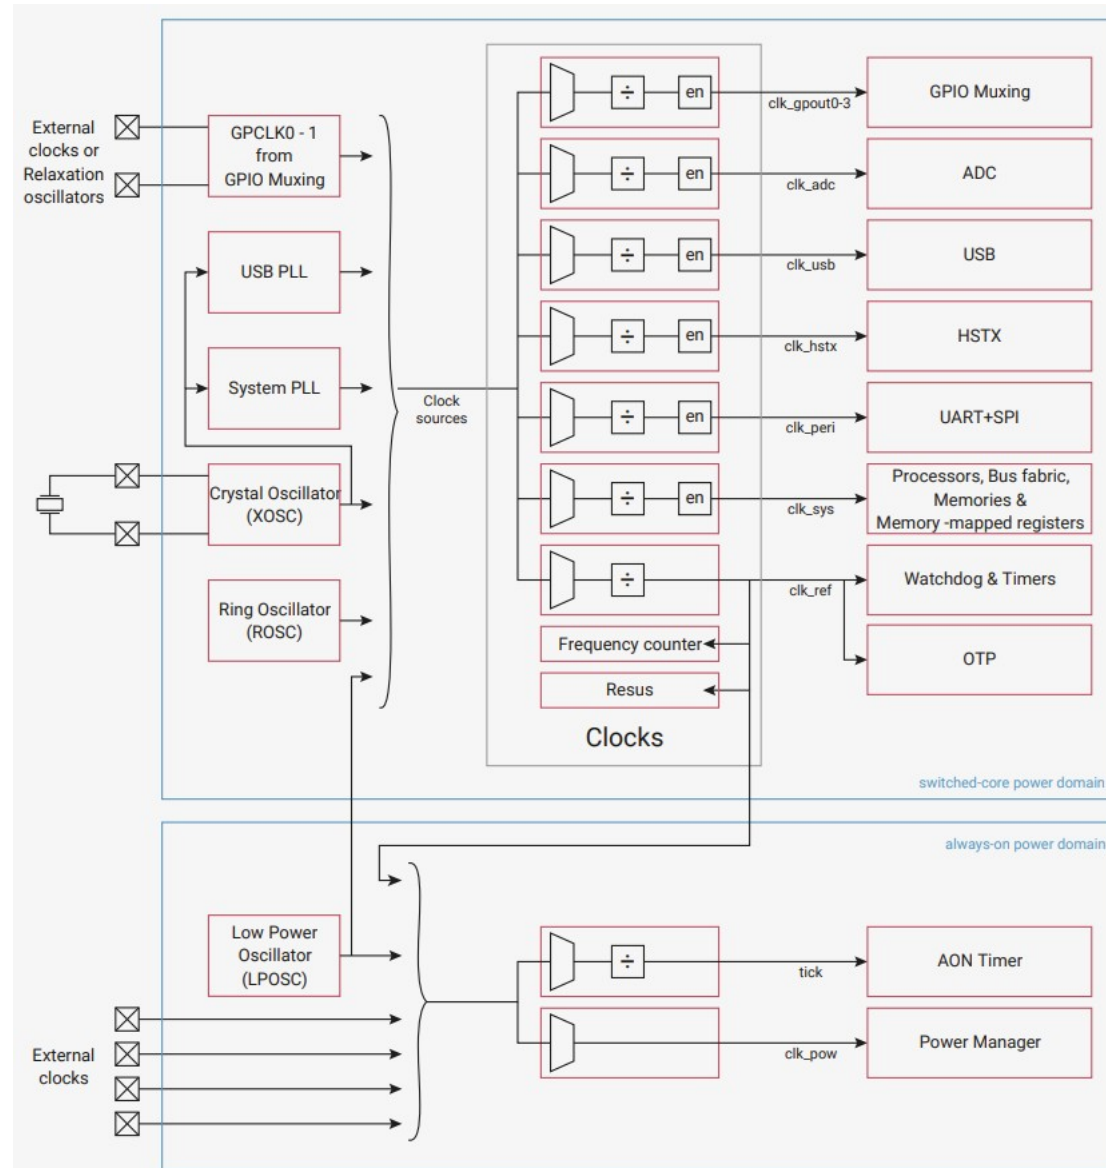 External
clocks or
Relaxation
oscillators
GPCLK0 - 1
from
GPIO Muxing
USB PLL
System PLL
Crystal Oscillator
(XOSC)
Ring Oscillator
(ROSC)
Clock
sources
÷
en
clk_gpout0-3
GPIO Muxing
÷
en
clk_adc
ADC
÷
en
clk_usb
USB
÷
en
clk_hstx
HSTX
÷
en
clk_peri
UART+SPI
÷
en
clk_sys
Processors, Bus fabric,
Memories &
Memory -mapped registers
÷
clk_ref
Watchdog & Timers
OTP
Frequency counter
Resus
Clocks
switched-core power domain
always-on power domain
Low Power
Oscillator
(LPOSC)
External
clocks
÷
tick
AON Timer
clk_pow
Power Manager